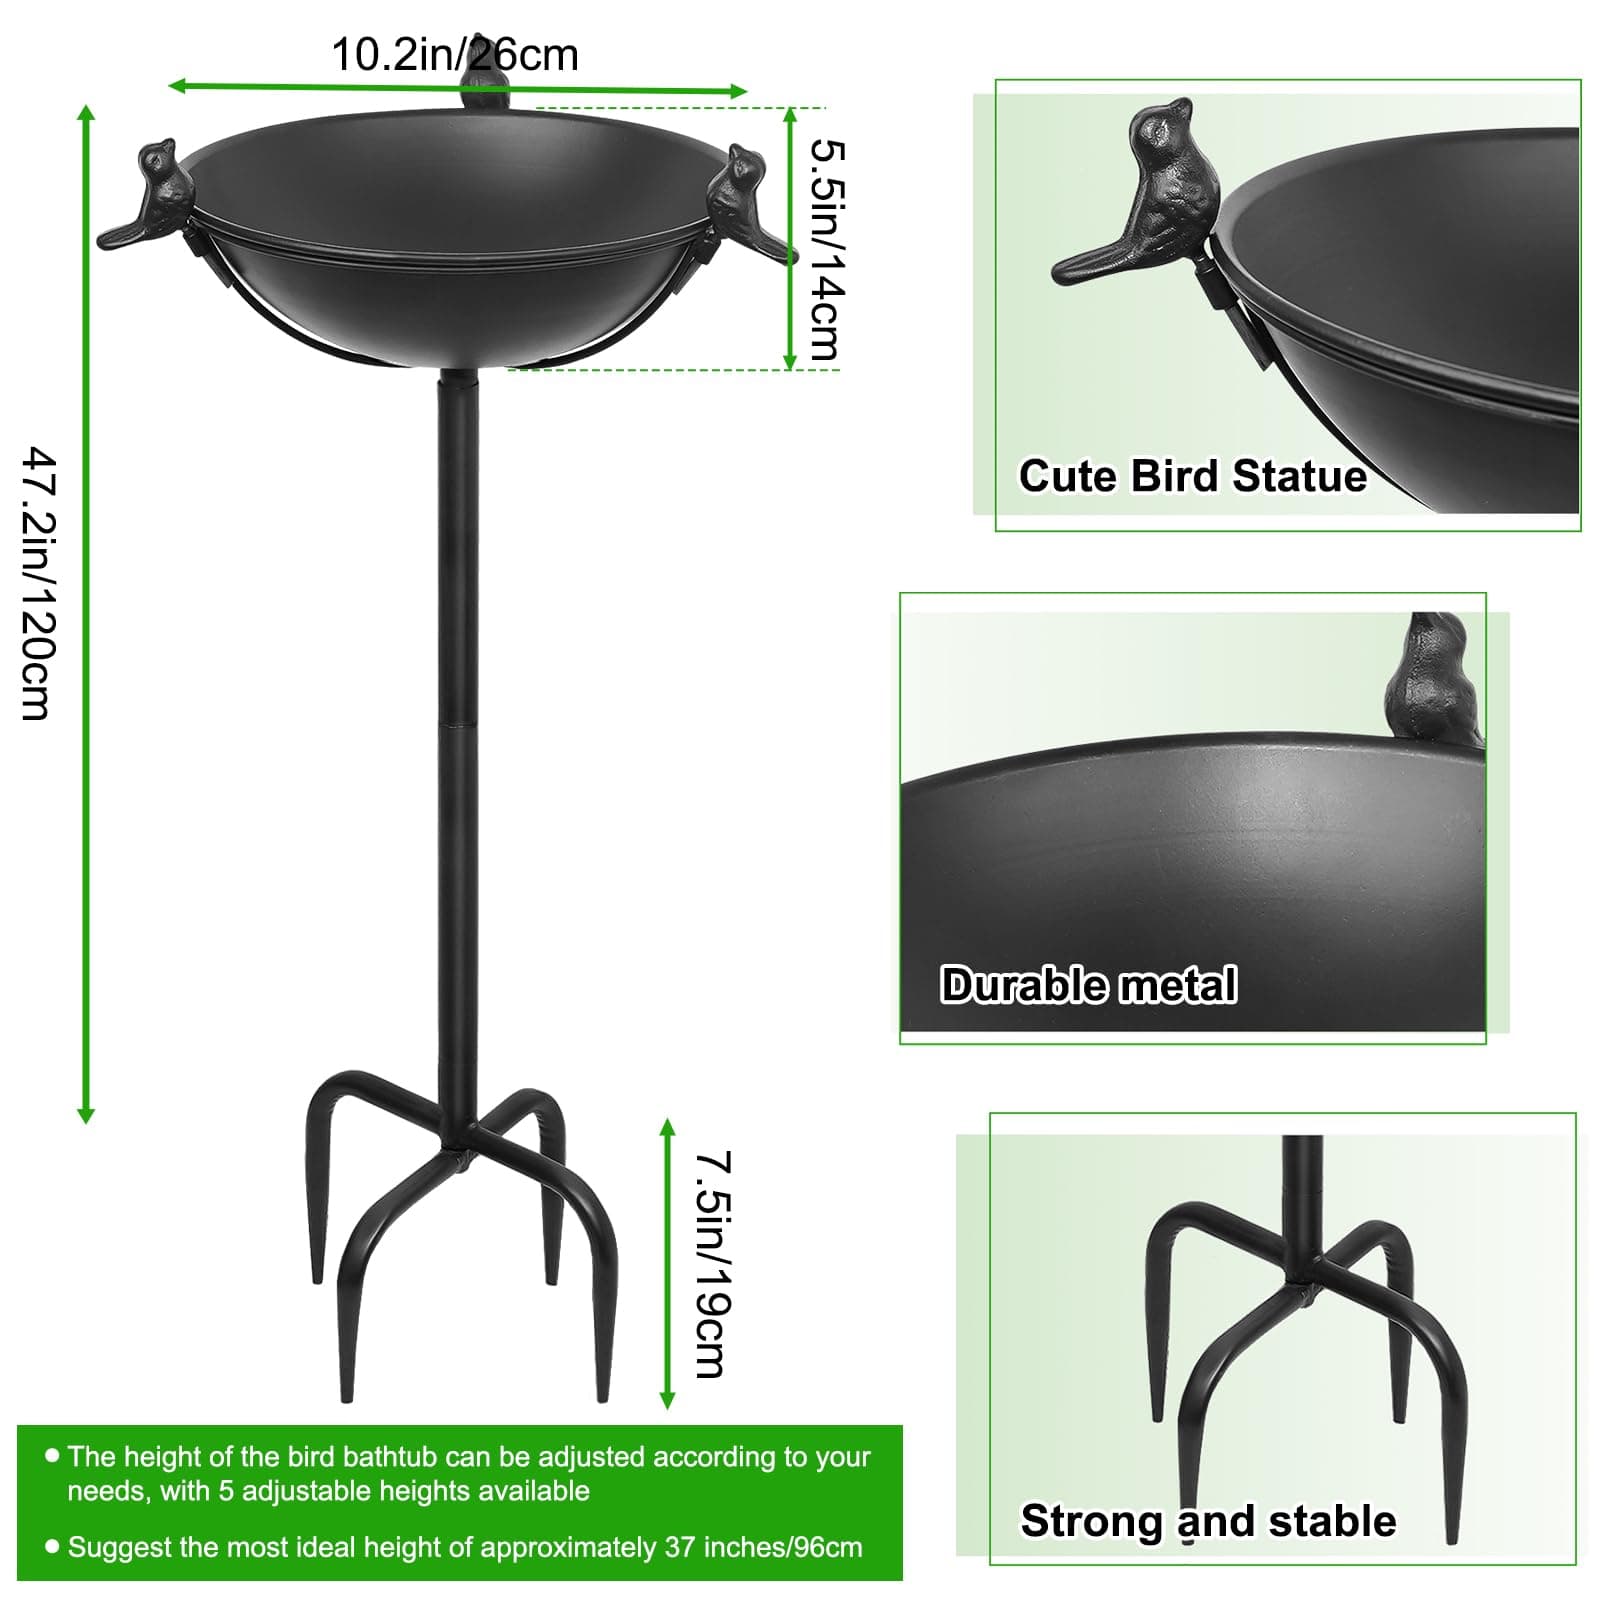 10.2in/26cm
5.5in/14cm
47.2in/120cm
7.5in/19cm
● The height of the bird bathtub can be adjusted according to your
needs, with 5 adjustable heights available
● Suggest the most ideal height of approximately 37 inches/96cm
Cute Bird Statue
Durable metal
Strong and stable